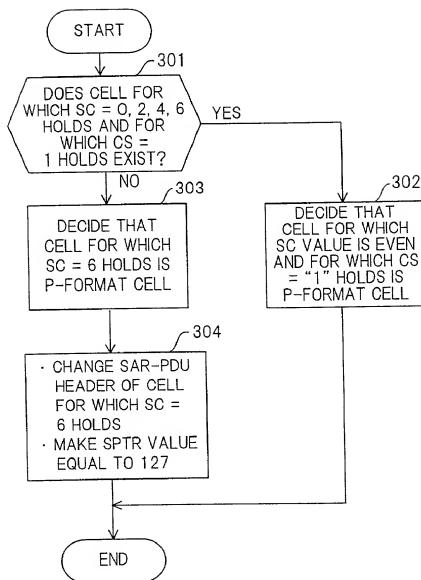 START
301
DOES CELL FOR
WHICH SC = 0, 2, 4, 6
HOLDS AND FOR
WHICH CS =
1 HOLDS EXIST?
YES
NO
303
302
DECIDE THAT
CELL FOR WHICH
SC = 6 HOLDS IS
P-FORMAT CELL
DECIDE THAT
CELL FOR WHICH
SC VALUE IS EVEN
AND FOR WHICH CS
= "1" HOLDS IS
P-FORMAT CELL
304
· CHANGE SAR-PDU
HEADER OF CELL
FOR WHICH SC =
6 HOLDS
· MAKE SPTR VALUE
EQUAL TO 127
END